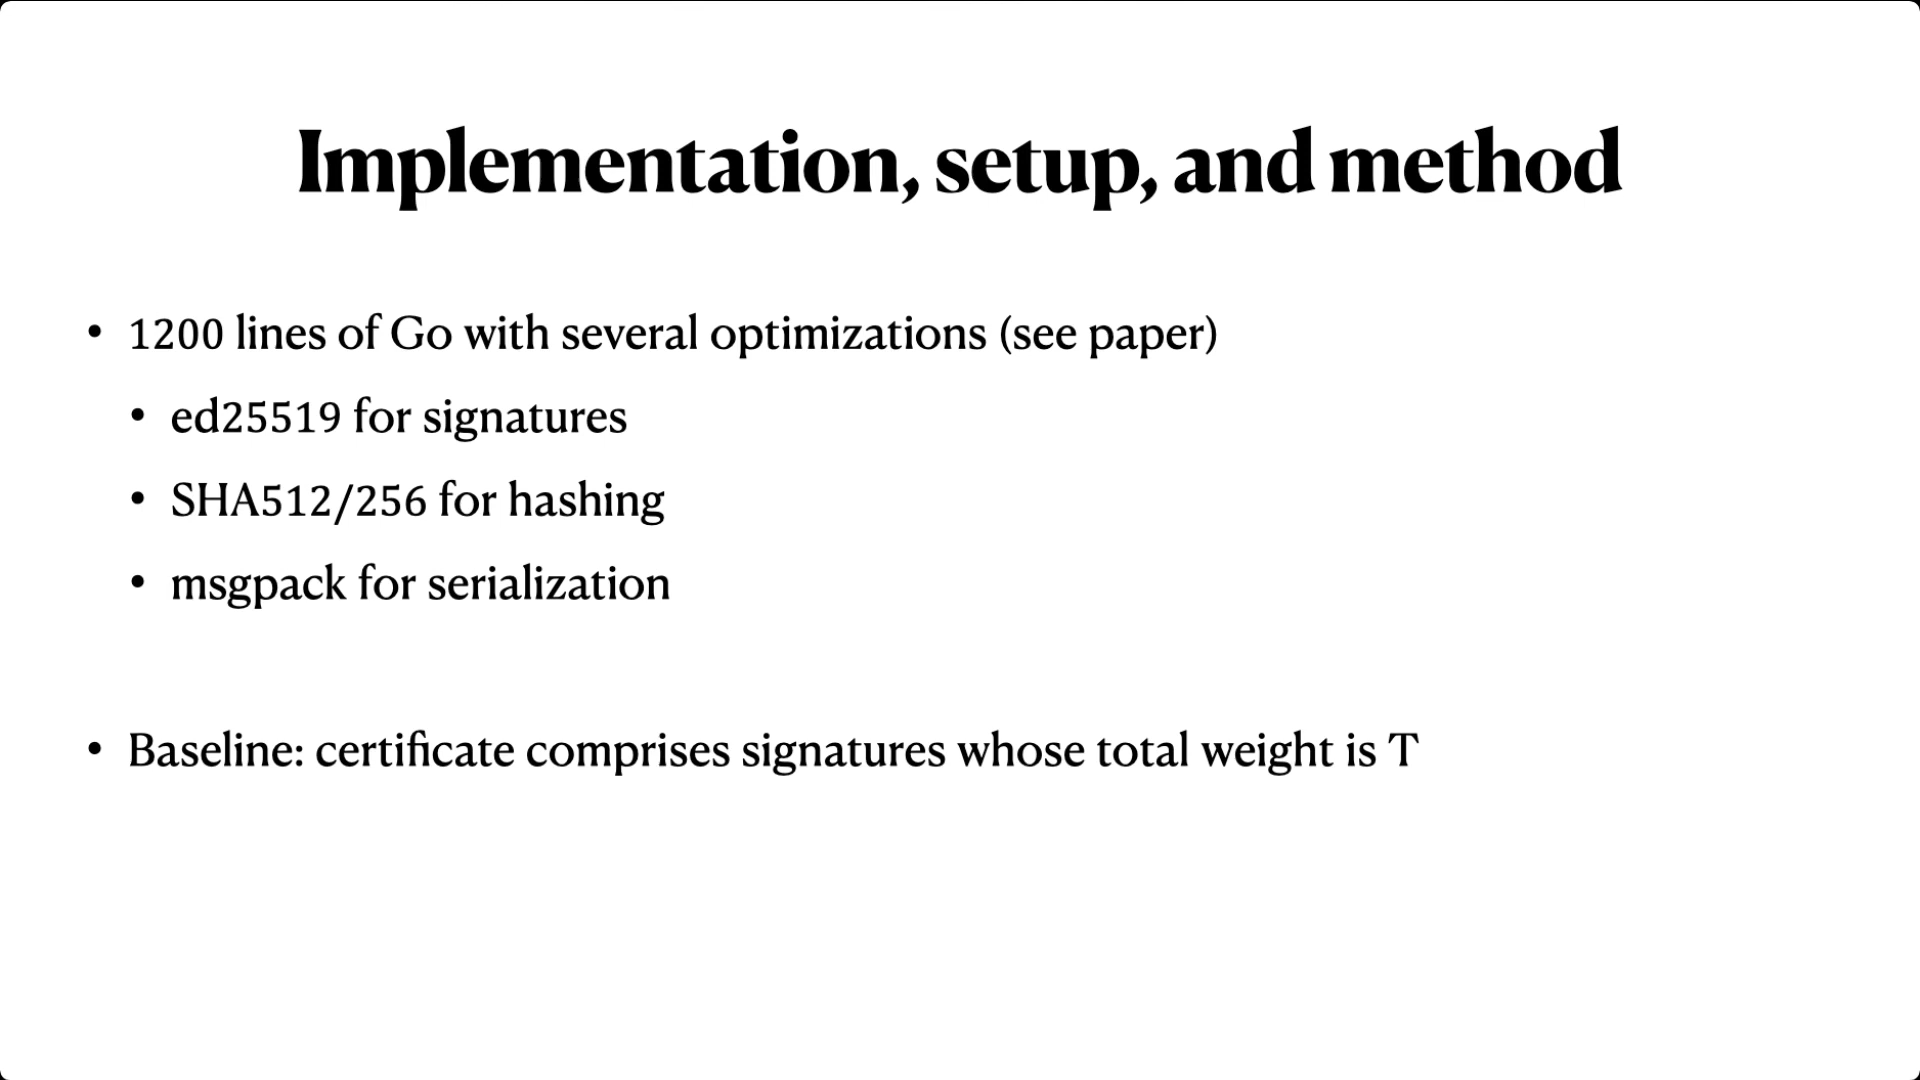 Implementation, setup, and method
• 1200 lines of Go with several optimizations (see paper)
• ed25519 for signatures
• SHA512/256 for hashing
• msgpack for serialization
• Baseline: certificate comprises signatures whose total weight is T